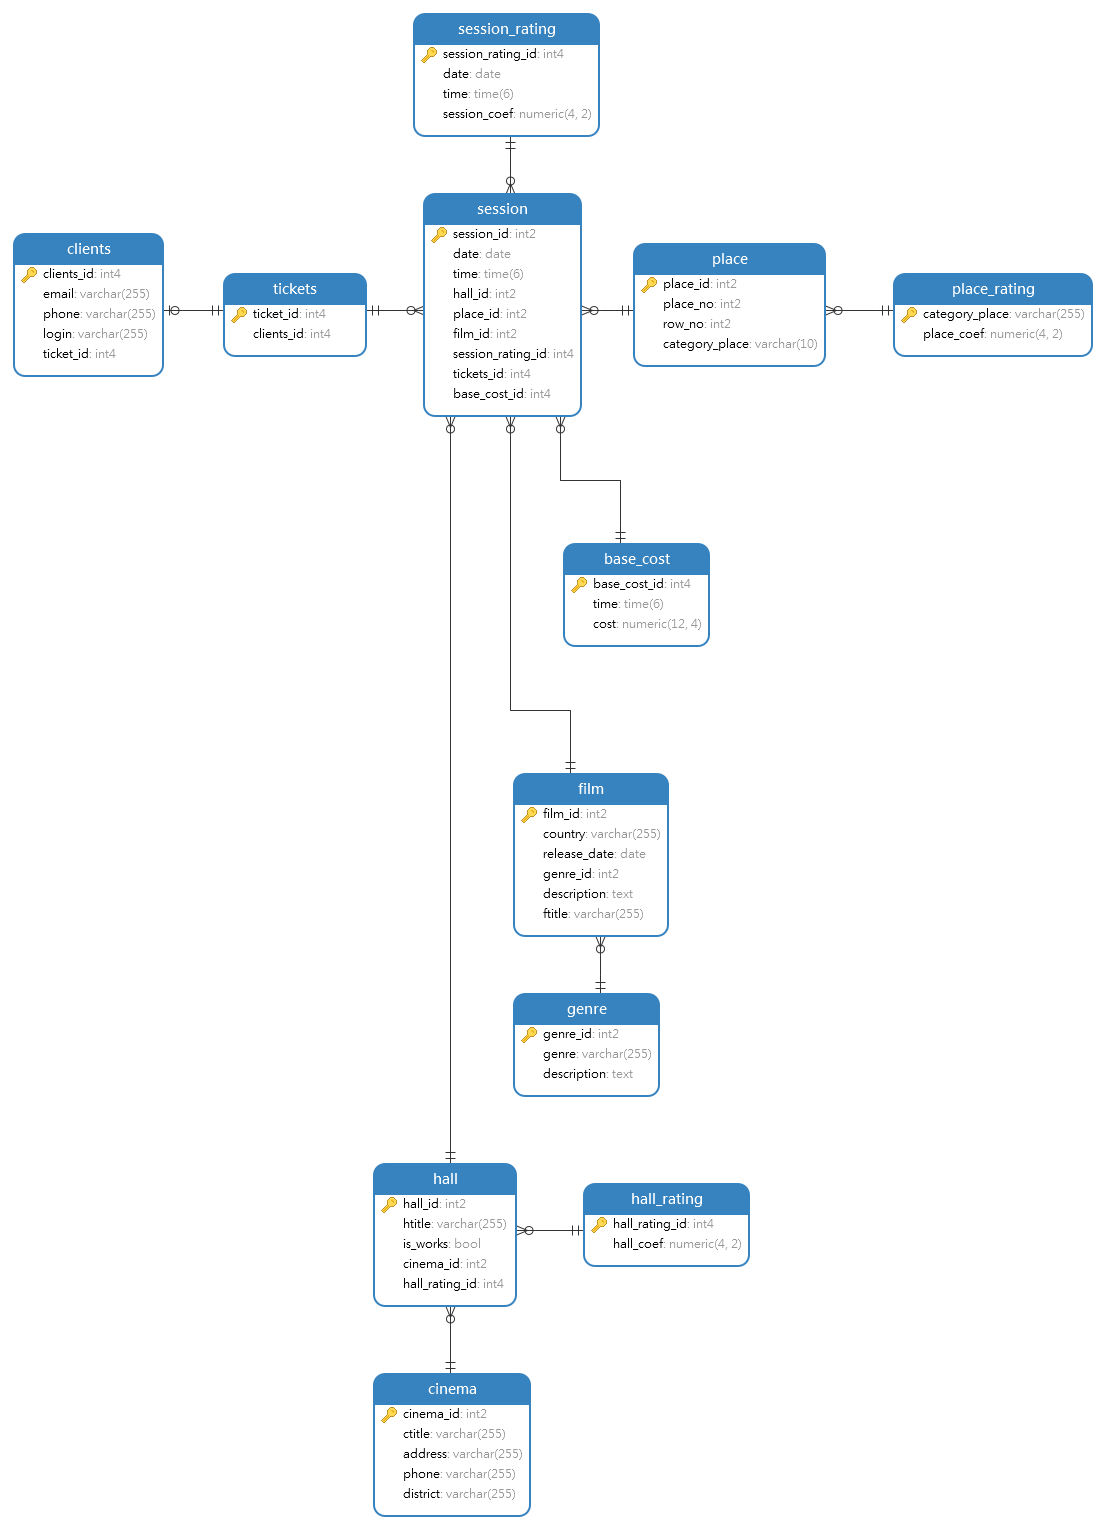 session_rating
session_rating_id: int4
date: date
time: time(6)
session_coef: numeric(4, 2)
session
session_id: int2
date: date
time: time(6)
hall_id: int2
place_id: int2
film_id: int2
session_rating_id: int4
tickets_id: int4
base_cost_id: int4
clients
clients_id: int4
email: varchar(255)
phone: varchar(255)
login: varchar(255)
ticket_id: int4
tickets
ticket_id: int4
clients_id: int4
place
place_id: int2
place_no: int2
row_no: int2
category_place: varchar(10)
place_rating
category_place: varchar(255)
place_coef: numeric(4, 2)
base_cost
base_cost_id: int4
time: time(6)
cost: numeric(12, 4)
film
film_id: int2
country: varchar(255)
release_date: date
genre_id: int2
description: text
ftitle: varchar(255)
genre
genre_id: int2
genre: varchar(255)
description: text
hall
hall_id: int2
htitle: varchar(255)
is_works: bool
cinema_id: int2
hall_rating_id: int4
hall_rating
hall_rating_id: int4
hall_coef: numeric(4, 2)
cinema
cinema_id: int2
ctitle: varchar(255)
address: varchar(255)
phone: varchar(255)
district: varchar(255)